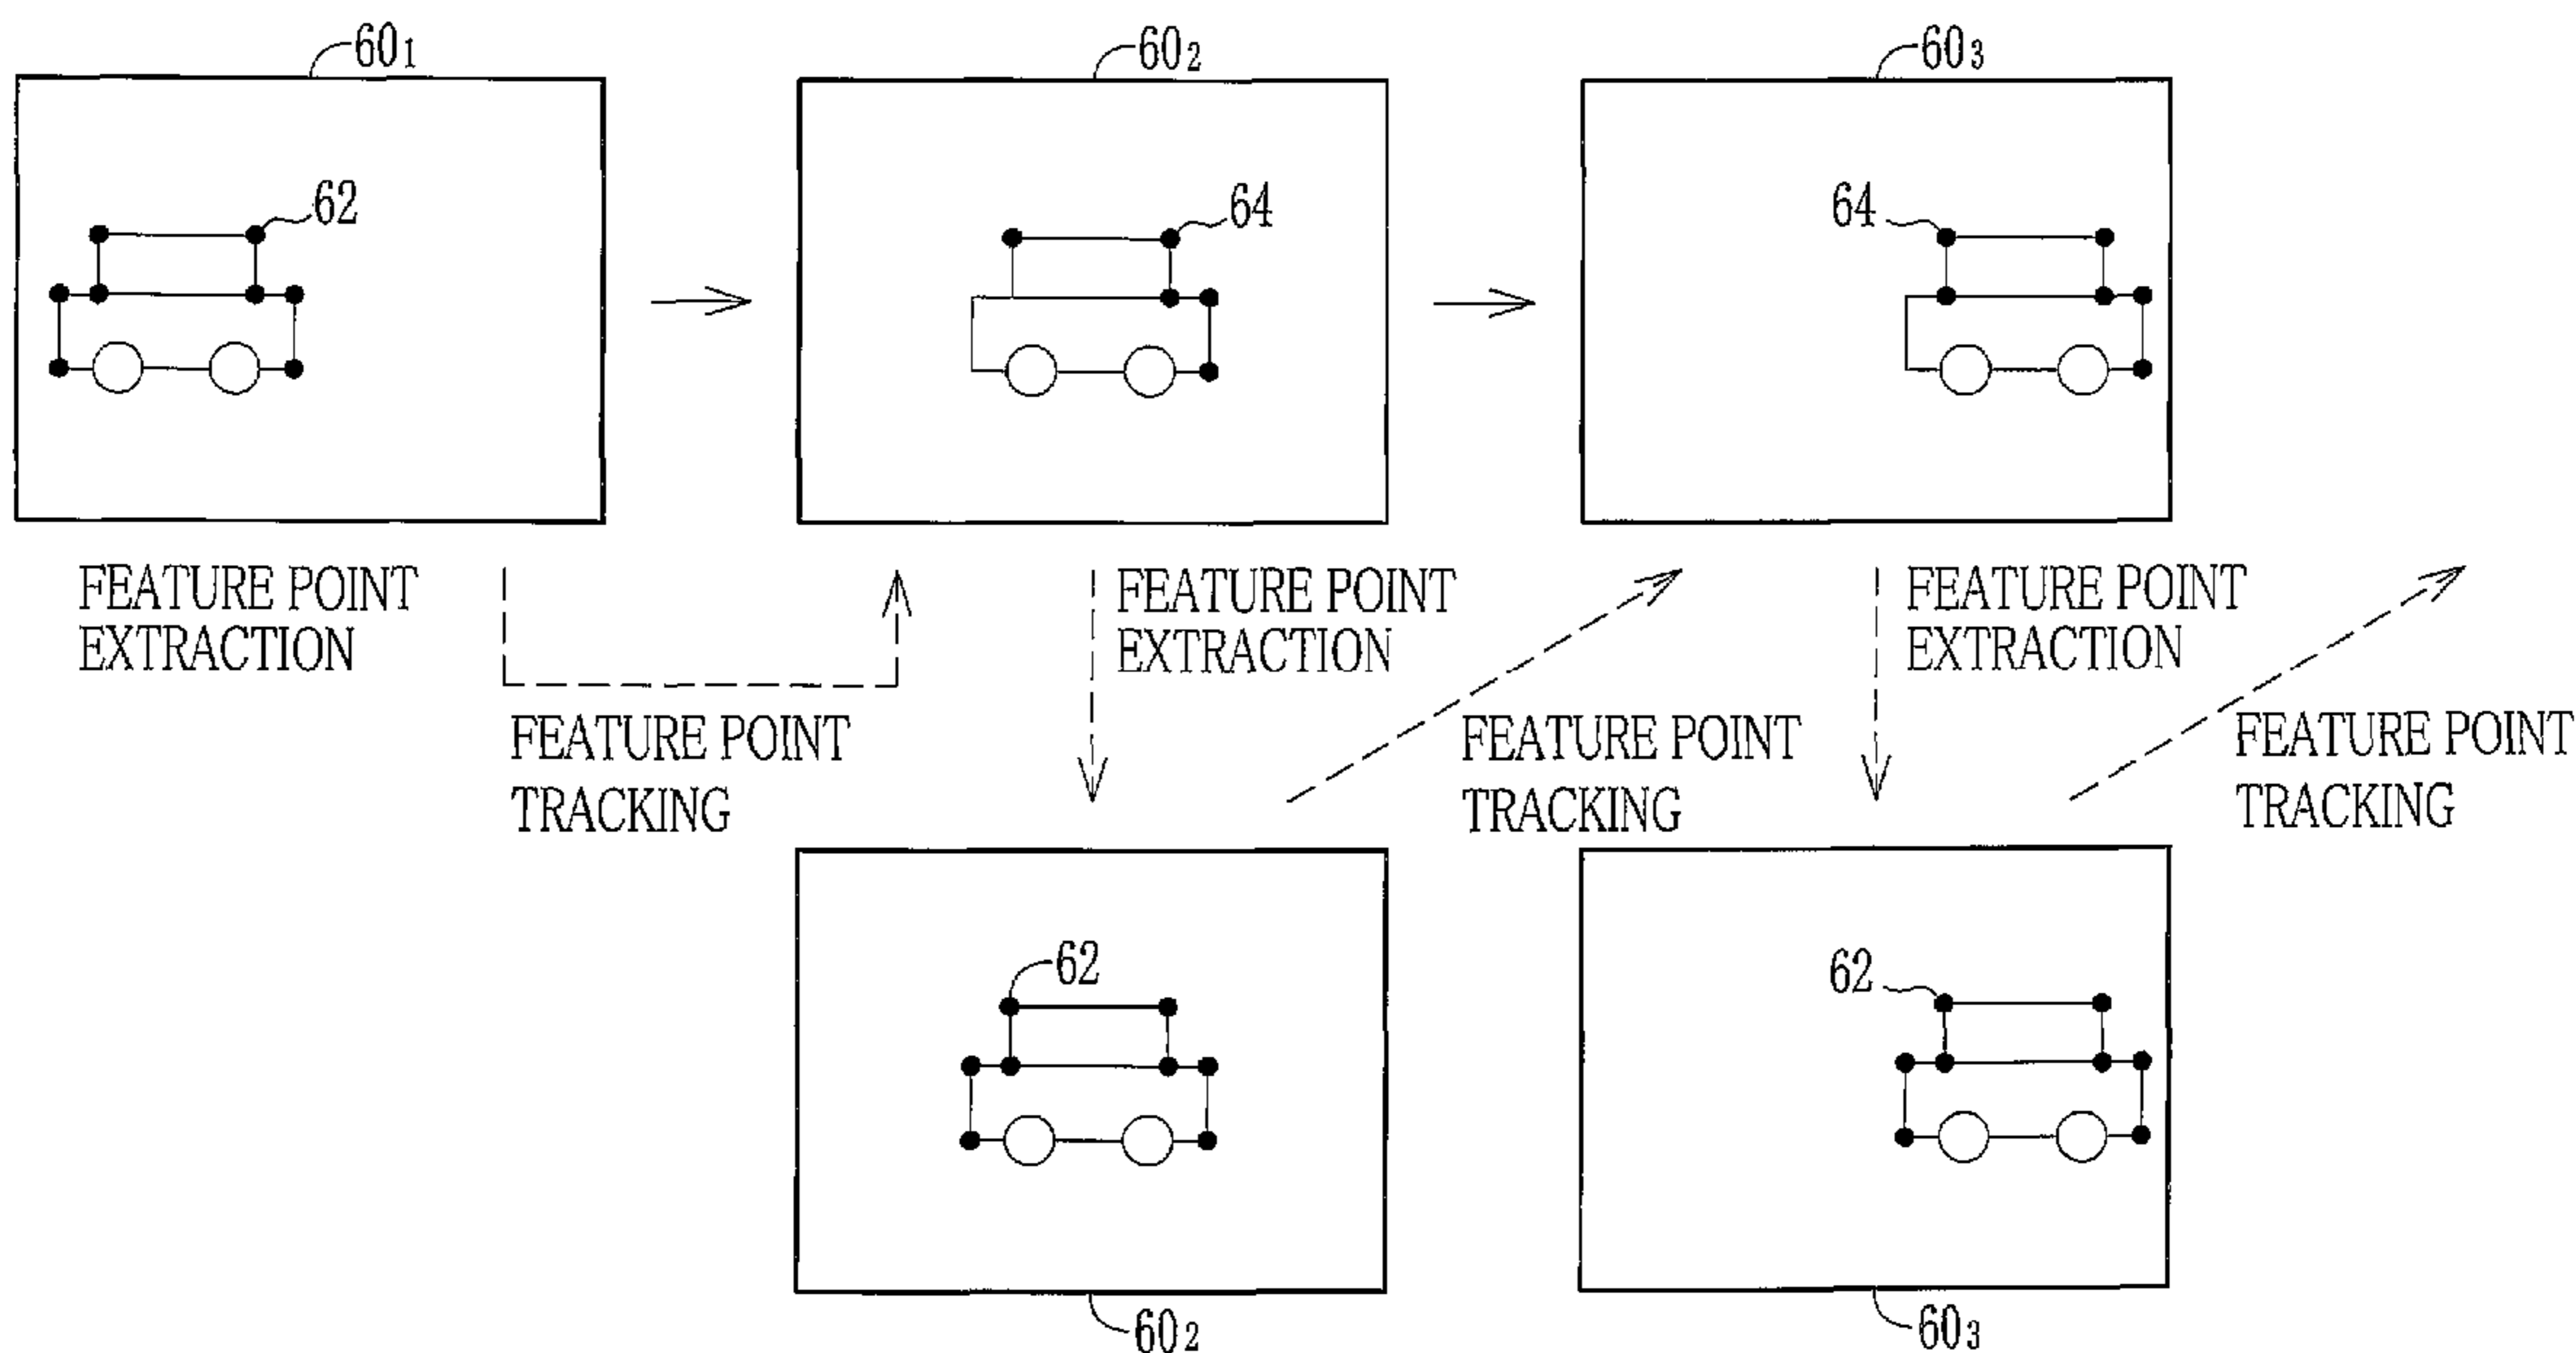 60₁
60₂
60₃
62
64
64
FEATURE POINT
EXTRACTION
FEATURE POINT
TRACKING
FEATURE POINT
EXTRACTION
FEATURE POINT
TRACKING
FEATURE POINT
EXTRACTION
FEATURE POINT
TRACKING
62
62
60₂
60₃